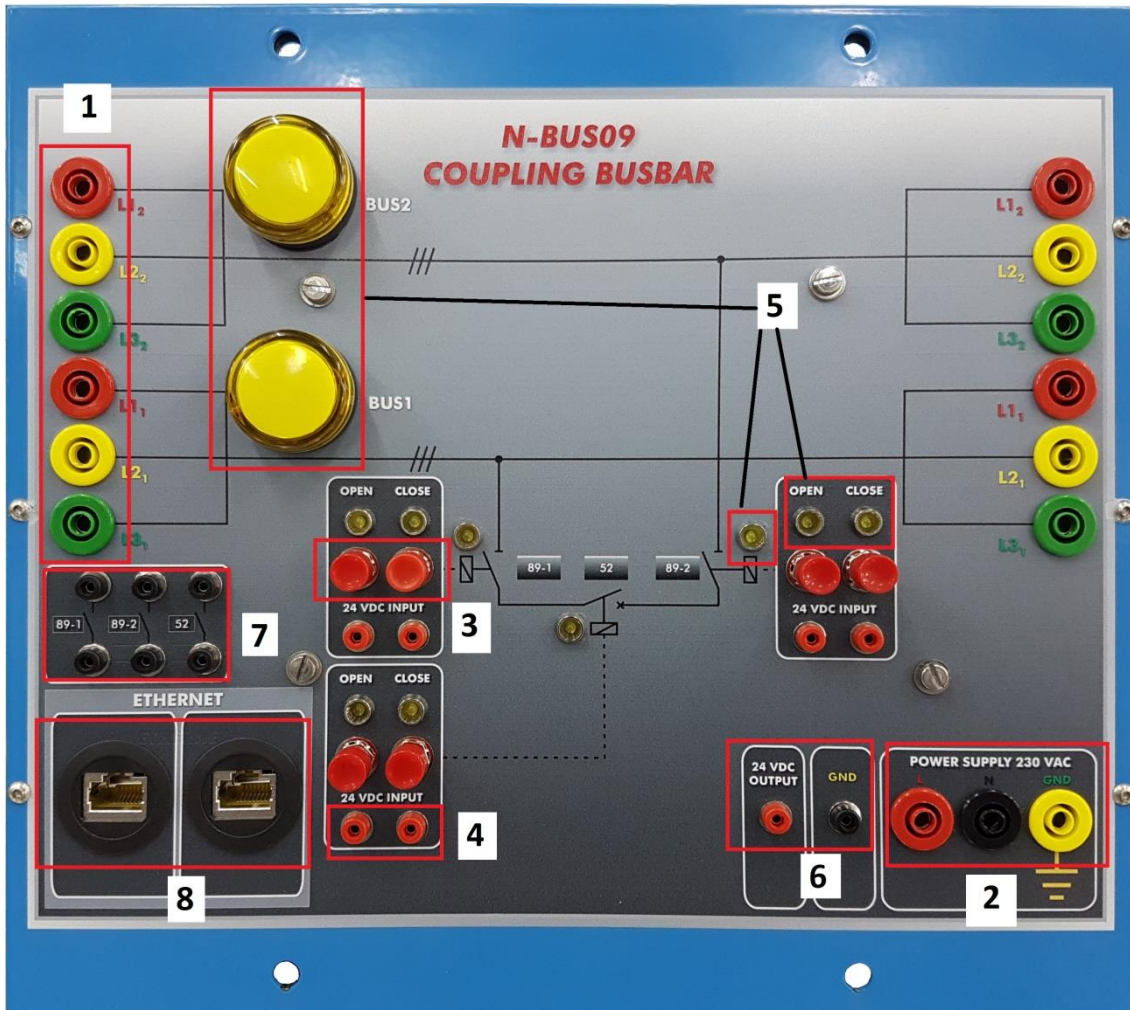 1
N-BUS09
COUPLING BUSBAR
L1₂
BUS2
L1₂
L2₂
L2₂
5
L3₂
L3₂
L1₁
BUS1
L1₁
L2₁
L2₁
OPEN CLOSE
OPEN CLOSE
L3₁
L3₁
89-1 52 89-2
24 VDC INPUT
3
24 VDC INPUT
89-1 89-2 52
7
OPEN CLOSE
ETHERNET
24 VDC INPUT
4
8
24 VDC
OUTPUT
GND
6
POWER SUPPLY 230 VAC
L N GND
2